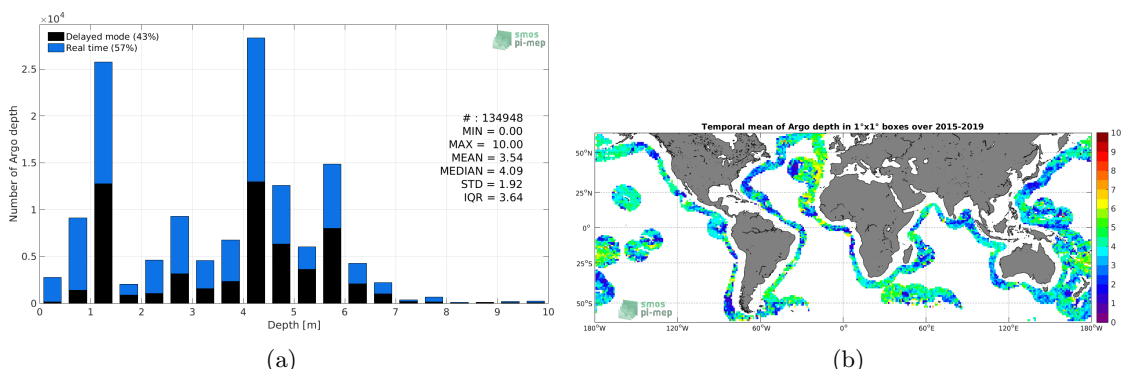 ×10⁴
Delayed mode (43%)
Real time (57%)
smos
pi-mep
2.5
2
1.5
1
0.5
0
Number of Argo depth
# : 134948
MIN = 0.00
MAX = 10.00
MEAN = 3.54
MEDIAN = 4.09
STD = 1.92
IQR = 3.64
0 1 2 3 4 5 6 7 8 9 10
Depth [m]
(a)
Temporal mean of Argo depth in 1°x1° boxes over 2015-2019
50°N
25°N
0°
25°S
50°S
180°W 120°W 60°W 0° 60°E 120°E 180°W
smos
pi-mep
10
9
8
7
6
5
4
3
2
1
0
(b)